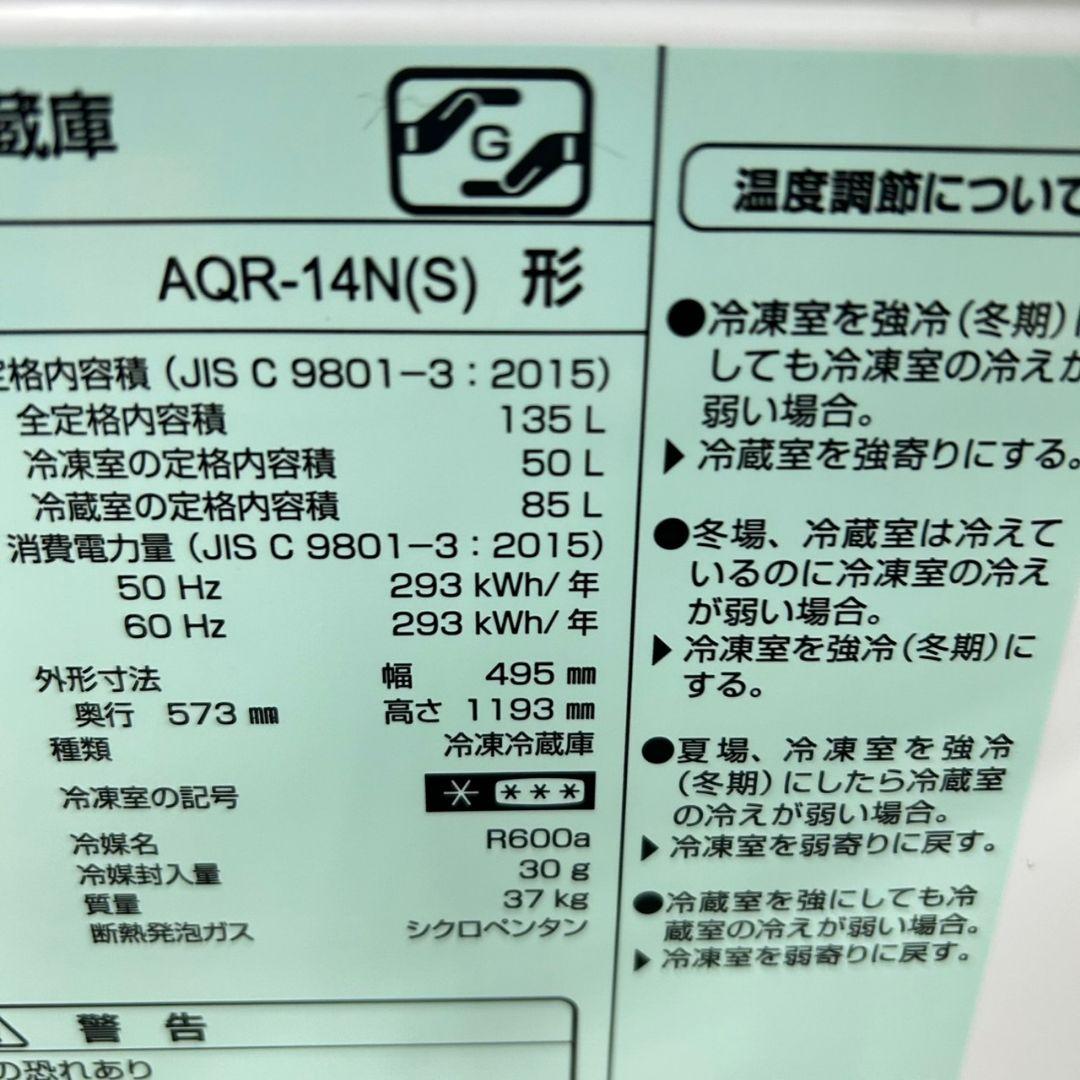 蔵庫
G
AQR-14N(S) 形
定格内容積（JIS C 9801−3：2015）
全定格内容積 135 L
冷凍室の定格内容積 50 L
冷蔵室の定格内容積 85 L
消費電力量（JIS C 9801−3：2015）
50 Hz 293 kWh/年
60 Hz 293 kWh/年
外形寸法 幅 495 ㎜
奥行 573 ㎜ 高さ 1193 ㎜
種類 冷凍冷蔵庫
冷凍室の記号 * ***
冷媒名 R600a
冷媒封入量 30 g
質量 37 kg
断熱発泡ガス シクロペンタン
警告
の恐れあり
温度調節について
●冷凍室を強冷（冬期）に
しても冷凍室の冷えが
弱い場合。
▶冷蔵室を強寄りにする。
●冬場、冷蔵室は冷えて
いるのに冷凍室の冷え
が弱い場合。
▶冷凍室を強冷（冬期）に
する。
●夏場、冷凍室を強冷
（冬期）にしたら冷蔵室
の冷えが弱い場合。
▶冷凍室を弱寄りに戻す。
●冷蔵室を強にしても冷
蔵室の冷えが弱い場合。
▶冷凍室を弱寄りに戻す。